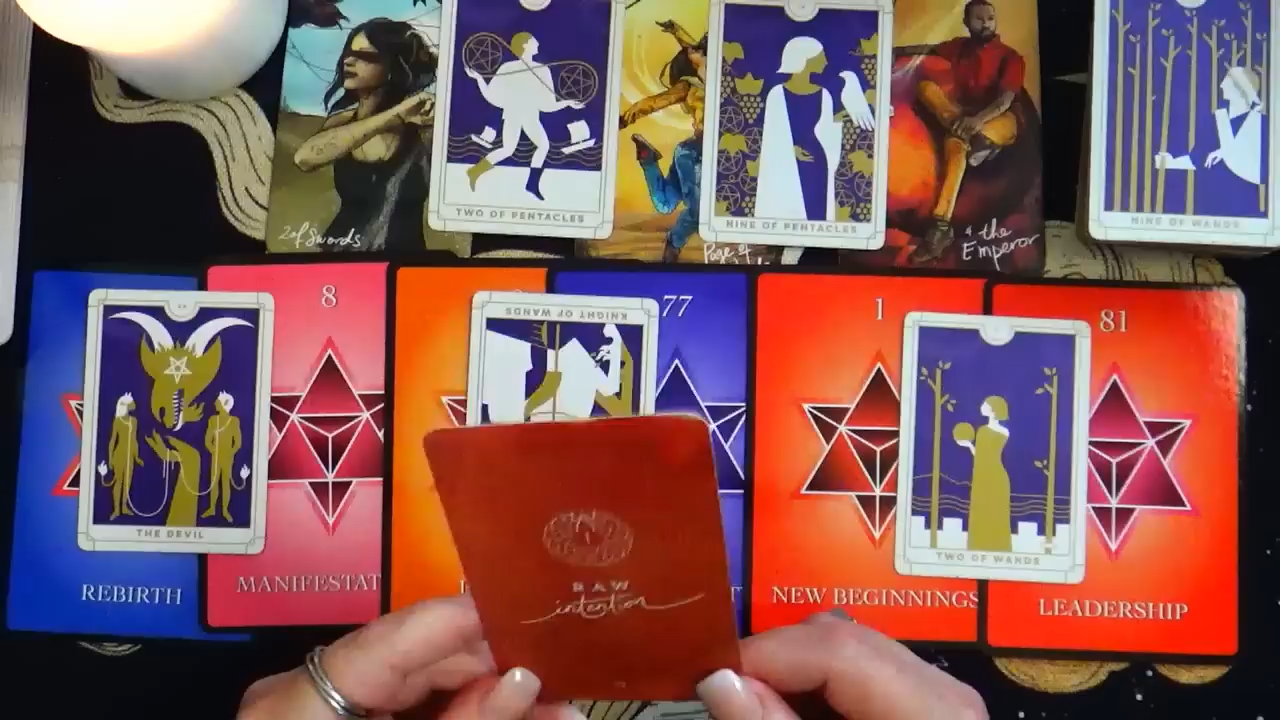 2 of Swords
TWO OF PENTACLES
Page of
NINE OF PENTACLES
4 the
Emperor
NINE OF WANDS
8
77
1
81
THE DEVIL
KNIGHT OF WANDS
TWO OF WANDS
REBIRTH
MANIFESTAT
NEW BEGINNINGS
LEADERSHIP
RAW
intention